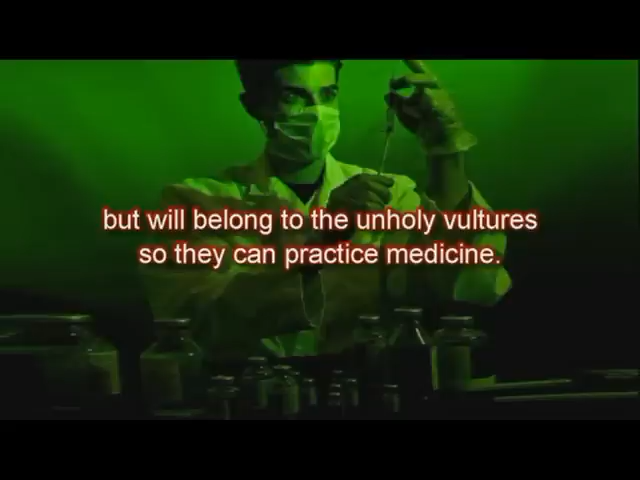 but will belong to the unholy vultures
so they can practice medicine.